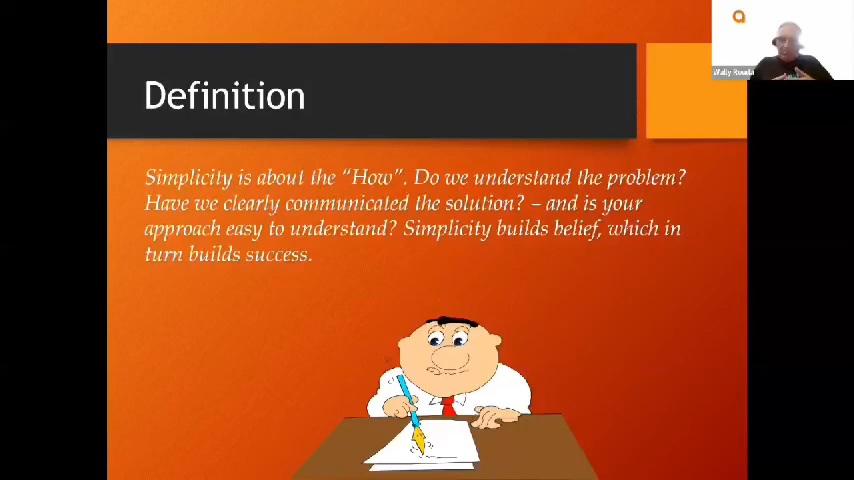 Definition
Simplicity is about the “How”. Do we understand the problem?
Have we clearly communicated the solution? – and is your
approach easy to understand? Simplicity builds belief, which in
turn builds success.
Wally